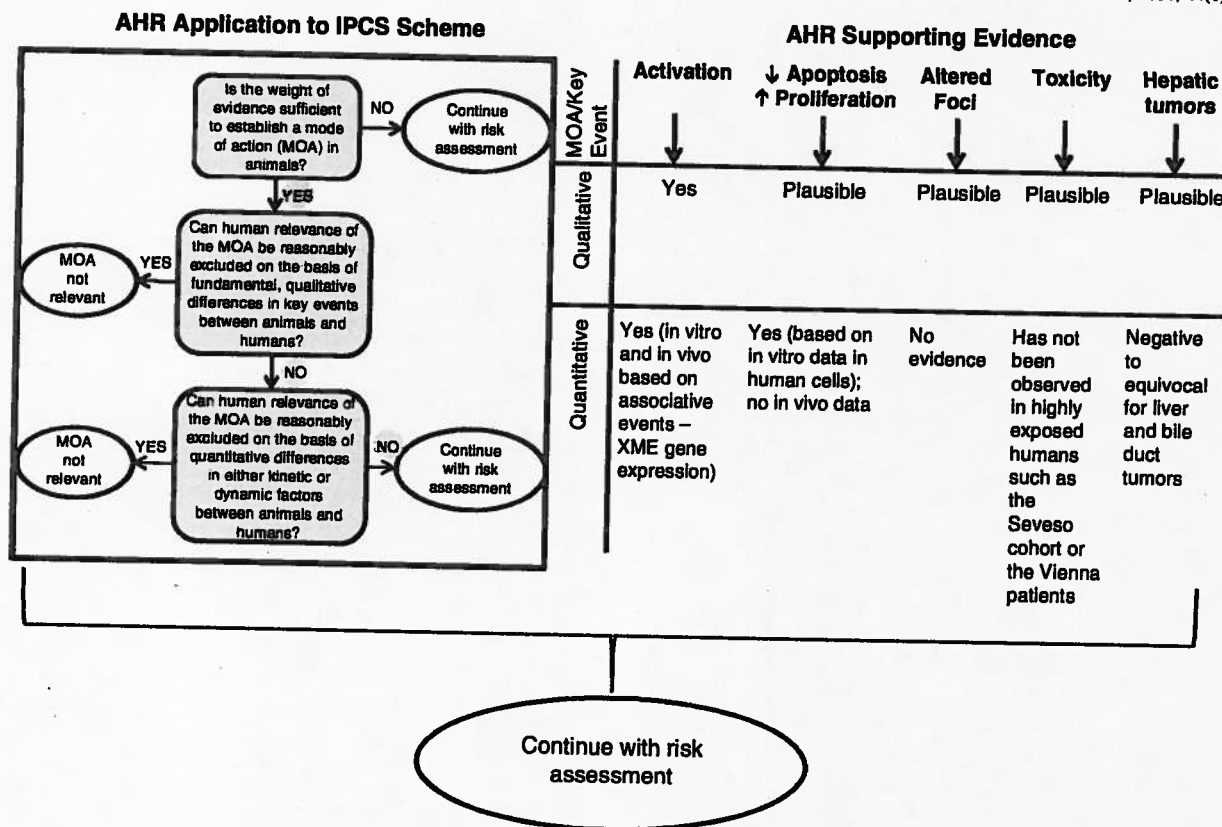 AHR Application to IPCS Scheme
Is the weight of
evidence sufficient
to establish a mode
of action (MOA) in
animals?
NO
Continue
with risk
assessment
YES
Can human relevance of
the MOA be reasonably
excluded on the basis of
fundamental, qualitative
differences in key events
between animals and
humans?
YES
MOA
not
relevant
NO
Can human relevance of
the MOA be reasonably
excluded on the basis of
quantitative differences
in either kinetic or
dynamic factors
between animals and
humans?
YES
MOA
not
relevant
NO
Continue
with risk
assessment
AHR Supporting Evidence
MOA/Key
Event
Activation
↓ Apoptosis
↑ Proliferation
Altered
Foci
Toxicity
Hepatic
tumors
Qualitative
Yes
Plausible
Plausible
Plausible
Plausible
Quantitative
Yes (in vitro
and in vivo
based on
associative
events –
XME gene
expression)
Yes (based on
in vitro data in
human cells);
no in vivo data
No
evidence
Has not
been
observed
in highly
exposed
humans
such as
the
Seveso
cohort or
the Vienna
patients
Negative
to
equivocal
for liver
and bile
duct
tumors
Continue with risk
assessment